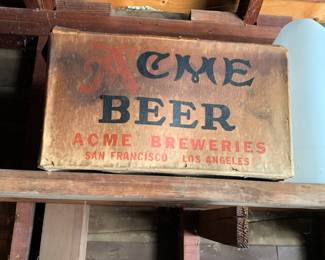 ACME
BEER
ACME BREWERIES
SAN FRANCISCO LOS ANGELES